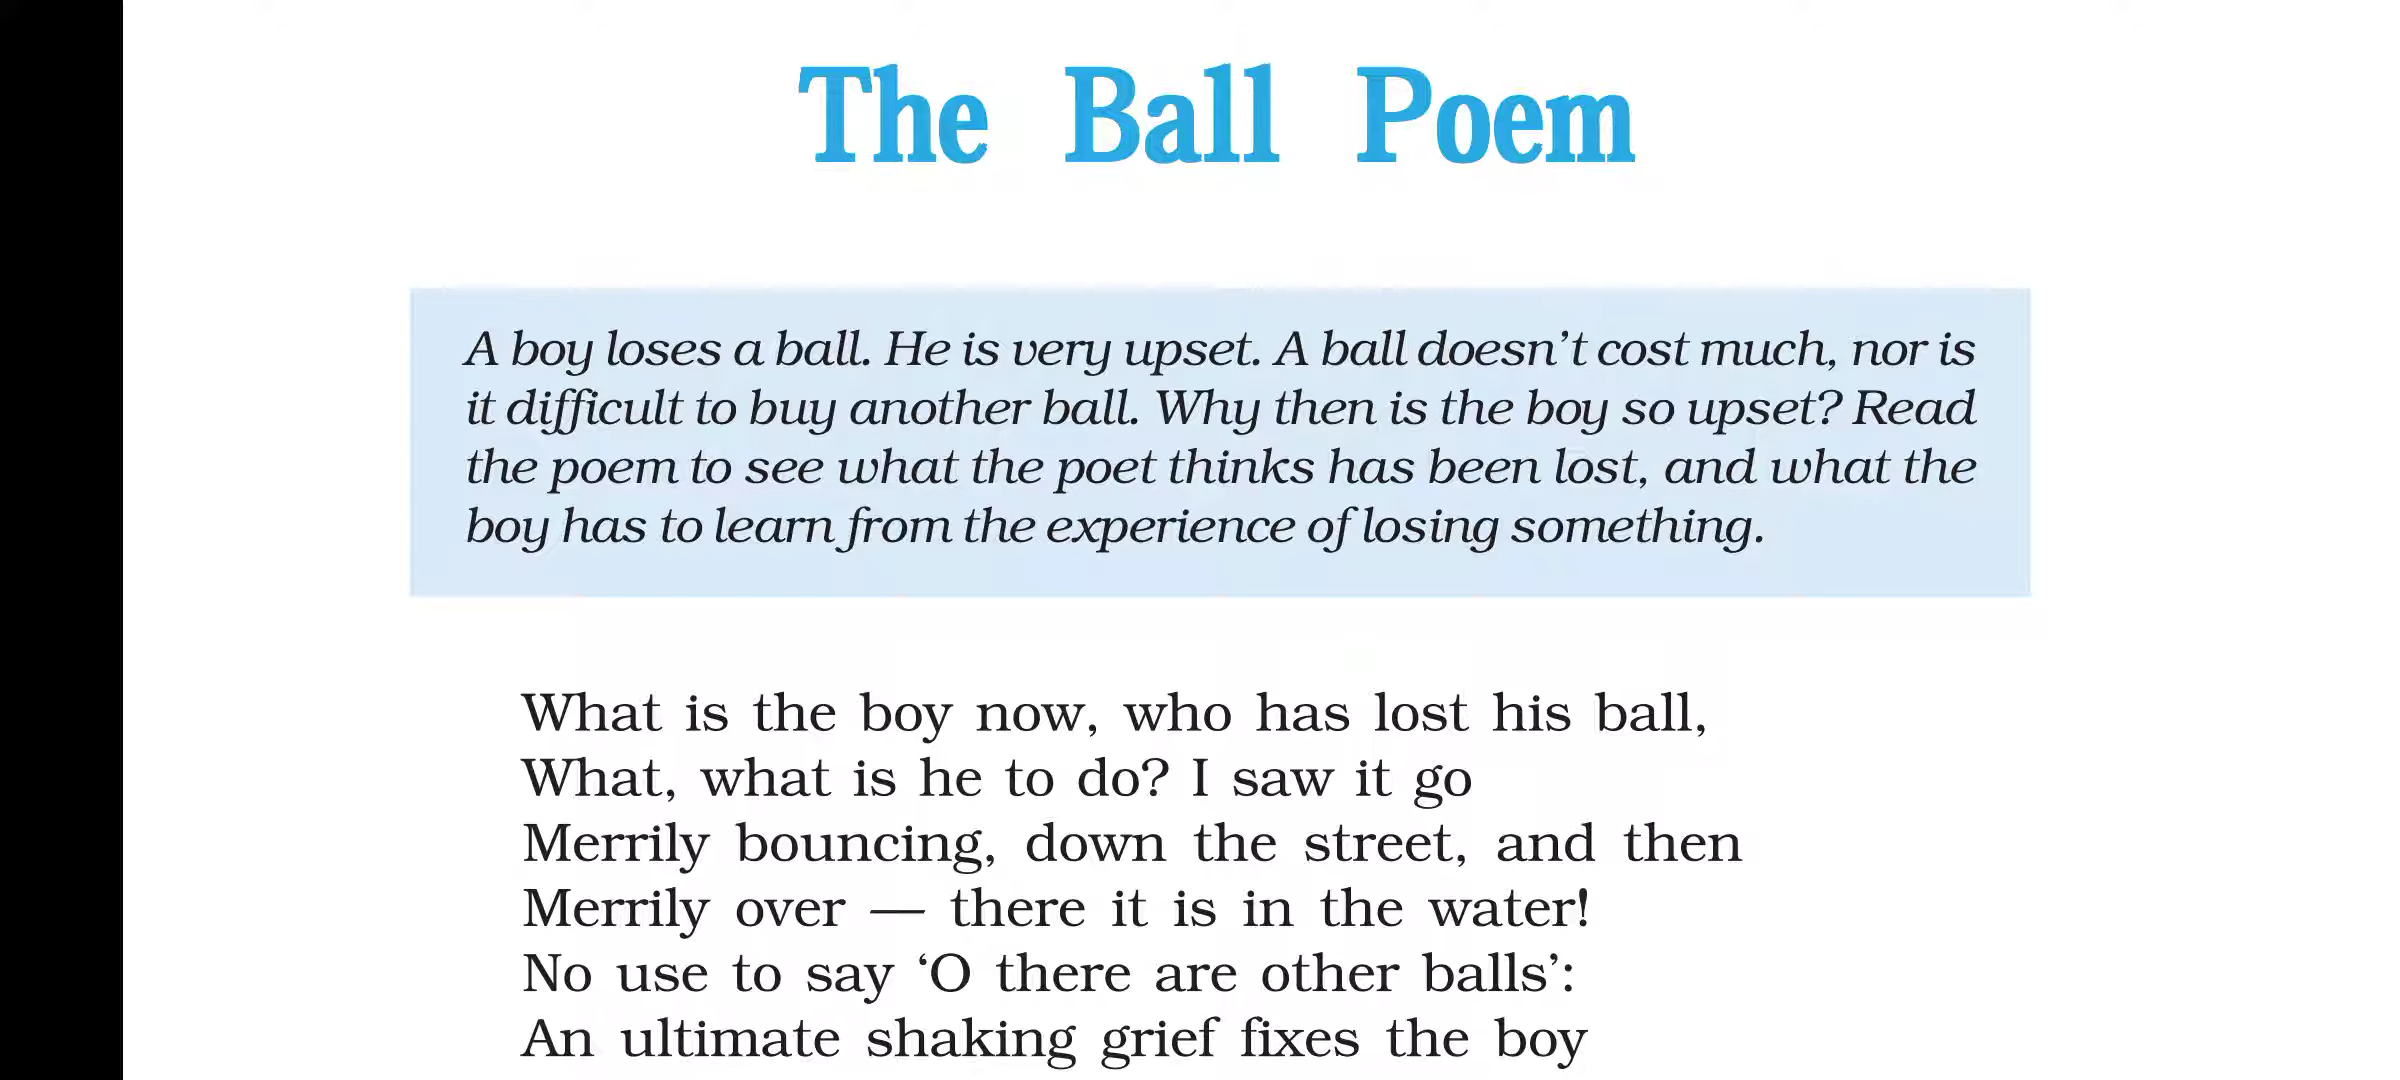 The Ball Poem
A boy loses a ball. He is very upset. A ball doesn’t cost much, nor is
it difficult to buy another ball. Why then is the boy so upset? Read
the poem to see what the poet thinks has been lost, and what the
boy has to learn from the experience of losing something.
What is the boy now, who has lost his ball,
What, what is he to do? I saw it go
Merrily bouncing, down the street, and then
Merrily over — there it is in the water!
No use to say ‘O there are other balls’:
An ultimate shaking grief fixes the boy